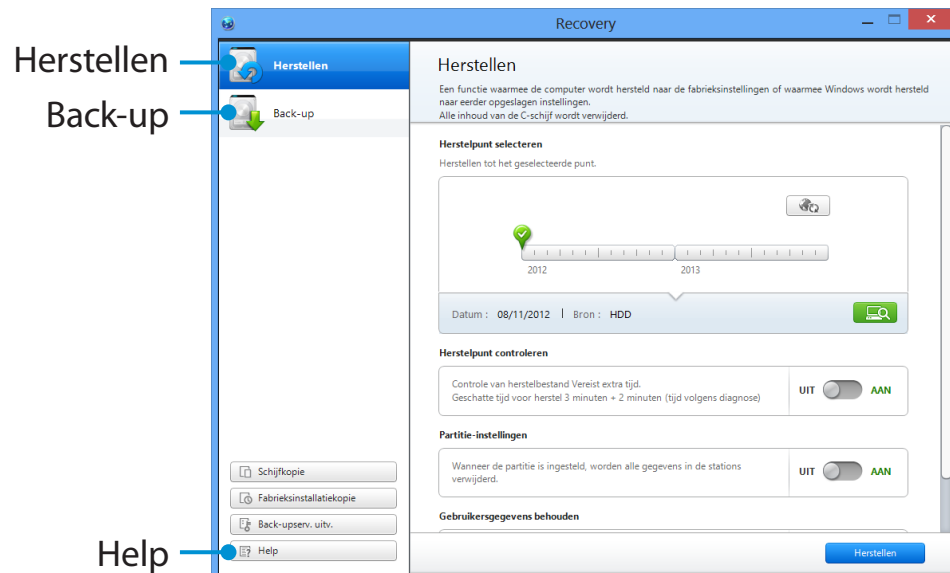 Recovery
Herstellen
Back-up
Help
Herstellen
Back-up
Schijfkopie
Fabrieksinstallatiekopie
Back-upserv. uitv.
Help
Herstellen
Een functie waarmee de computer wordt hersteld naar de fabrieksinstellingen of waarmee Windows wordt hersteld
naar eerder opgeslagen instellingen.
Alle inhoud van de C-schijf wordt verwijderd.
Herstelpunt selecteren
Herstellen tot het geselecteerde punt.
2012 2013
Datum : 08/11/2012 | Bron : HDD
Herstelpunt controleren
Controle van herstelbestand Vereist extra tijd.
Geschatte tijd voor herstel 3 minuten + 2 minuten (tijd volgens diagnose)
UIT AAN
Partitie-instellingen
Wanneer de partitie is ingesteld, worden alle gegevens in de stations
verwijderd.
UIT AAN
Gebruikersgegevens behouden
Herstellen